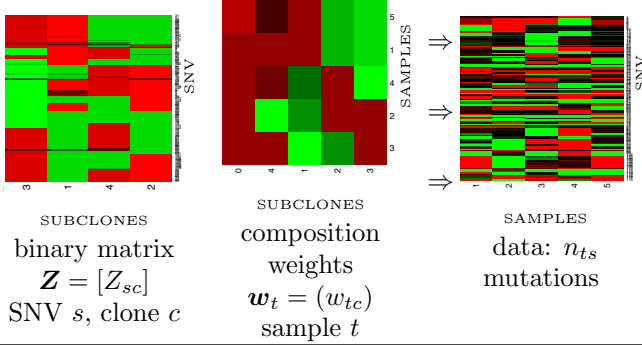 SNV
3 1 4 2
SUBCLONES
binary matrix
Z = [Z_{sc}]
SNV s, clone c
5
1
4
2
3
SAMPLES
0 4 1 2 3
SUBCLONES
composition
weights
w_t = (w_{tc})
sample t
⇒
⇒
⇒
SNV
1 2 3 4 5
SAMPLES
data: n_{ts}
mutations